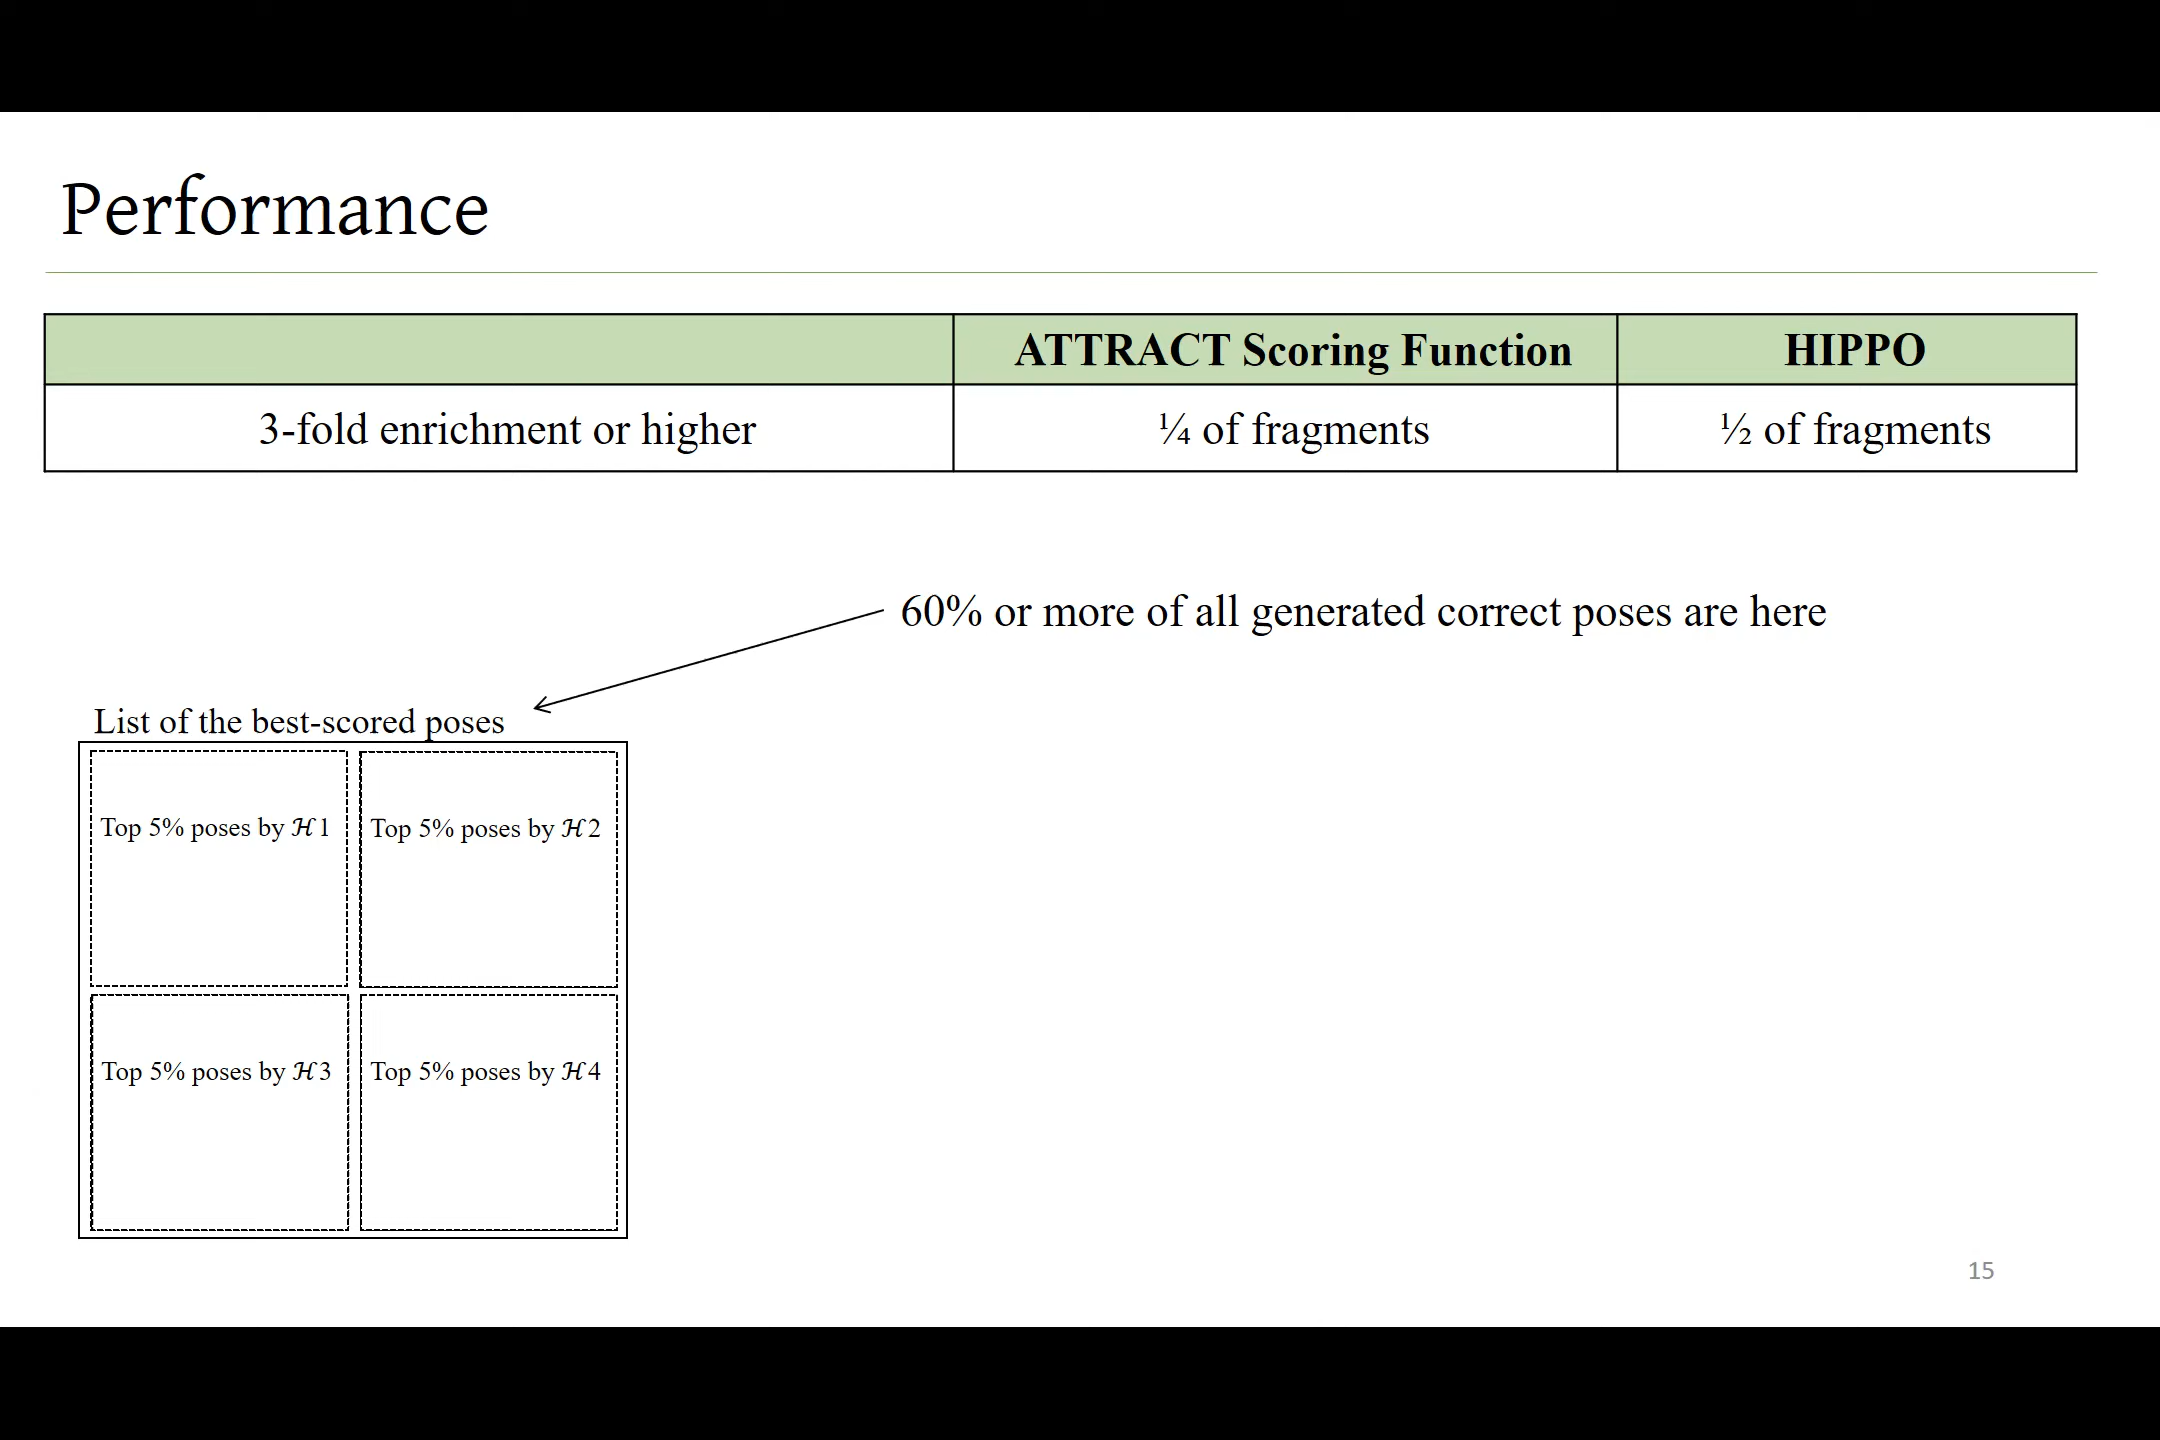 Performance
ATTRACT Scoring Function HIPPO
3-fold enrichment or higher ¼ of fragments ½ of fragments
60% or more of all generated correct poses are here
List of the best-scored poses
Top 5% poses by ℋ1 Top 5% poses by ℋ2
Top 5% poses by ℋ3 Top 5% poses by ℋ4
15